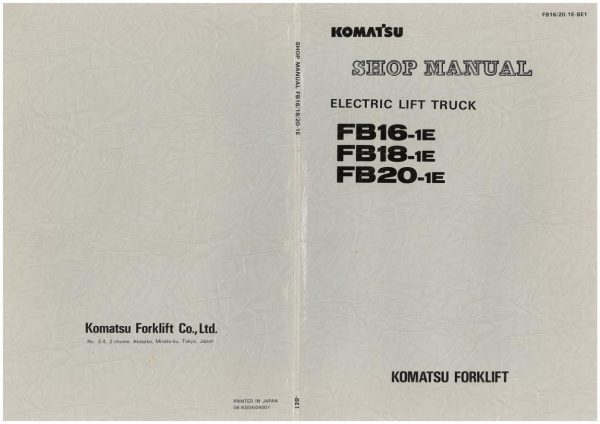 FB16/20.1E-BE1
KOMATSU
SHOP MANUAL
ELECTRIC LIFT TRUCK
FB16-1E
FB18-1E
FB20-1E
KOMATSU FORKLIFT
SHOP MANUAL FB16/18/20-1E
-BE1
Komatsu Forklift Co., Ltd.
No. 3-4, 2-chome, Akasaka, Minato-ku, Tokyo, Japan
PRINTED IN JAPAN